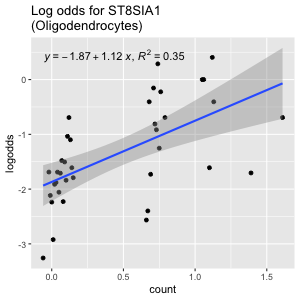 Log odds for ST8SIA1
(Oligodendrocytes)
y = −1.87 + 1.12 x, R² = 0.35
logodds
0
-1
-2
-3
0.0
0.5
1.0
1.5
count